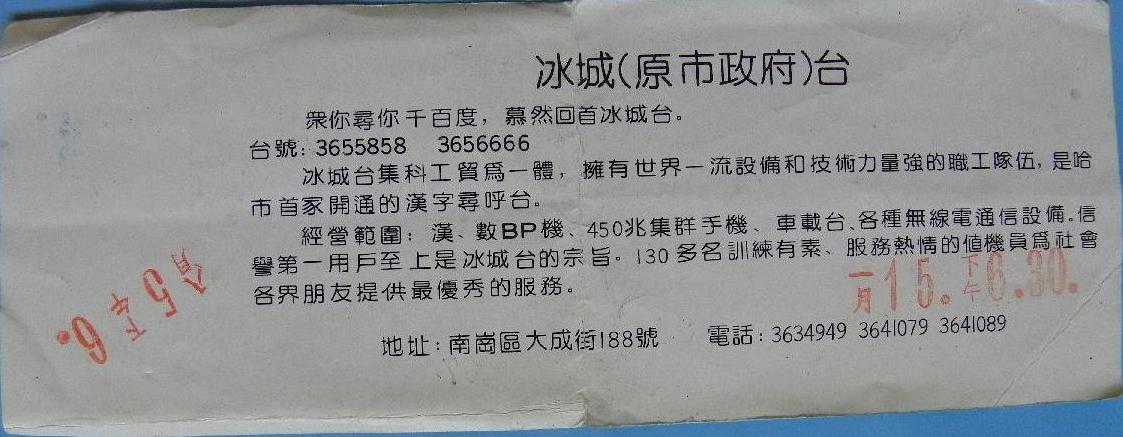 冰城(原市政府)台
衆你尋你千百度，慕然回首冰城台。
台號: 3655858 3656666
冰城台集科工貿爲一體，擁有世界一流設備和技術力量強的職工隊伍，是哈
市首家開通的漢字尋呼台。
經營範圍: 漢、數BP機、450兆集群手機、車載台、各種無線電通信設備。信
譽第一用戶至上是冰城台的宗旨。130多名訓練有素、服務熱情的値機員爲社會
各界朋友提供最優秀的服務。
一月15.下午6.30.
月5下午6.
地址: 南崗區大成街188號 電話: 3634949 3641079 3641089